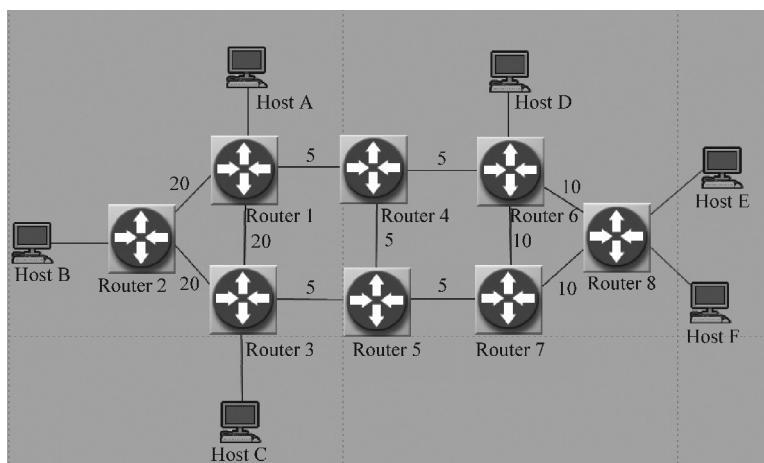 Host A
Host D
5
5
20
10
Host E
Router 1
Router 4
Router 6
20
5
10
Host B
Router 2
20
5
5
10
Router 8
Router 3
Router 5
Router 7
Host F
Host C